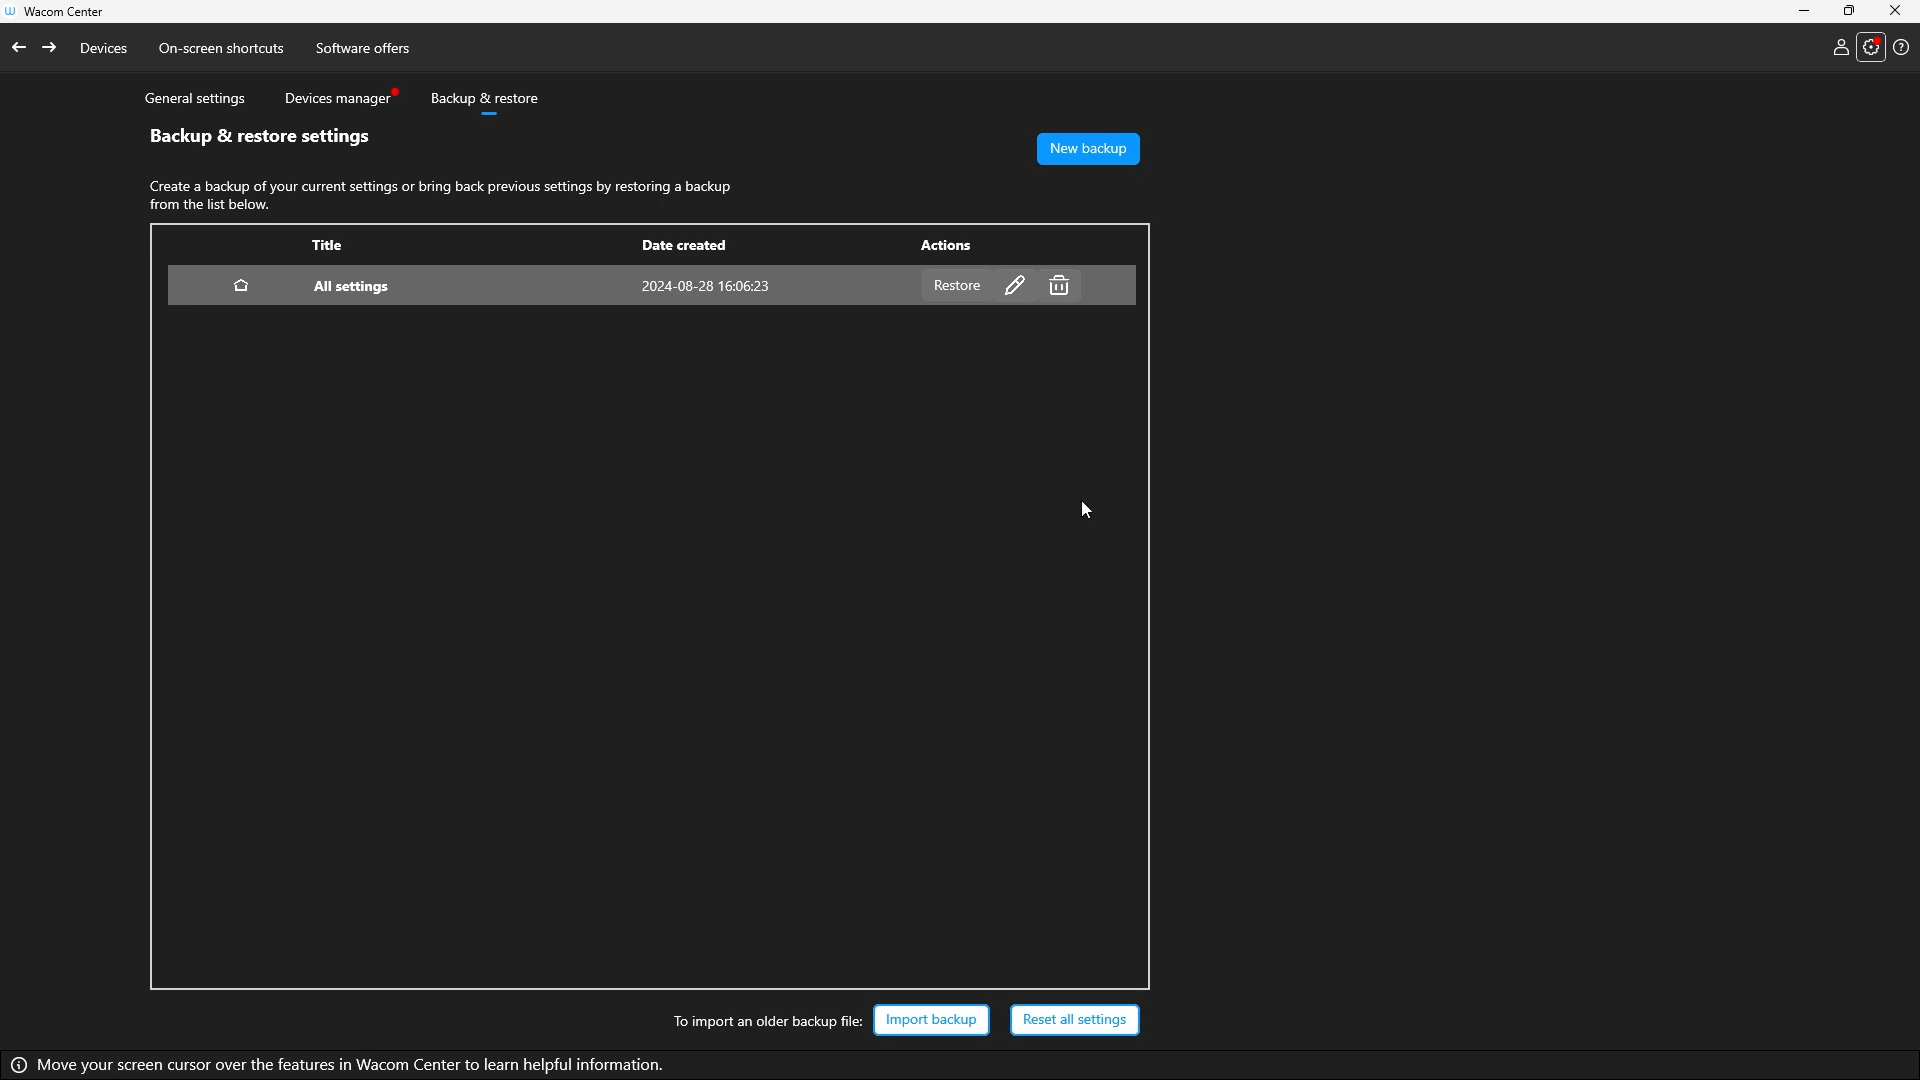 Wacom Center
Devices On-screen shortcuts Software offers
General settings Devices manager Backup & restore
Backup & restore settings
New backup
Create a backup of your current settings or bring back previous settings by restoring a backup
from the list below.
Title Date created Actions
All settings 2024-08-28 16:06:23 Restore
To import an older backup file: Import backup Reset all settings
Move your screen cursor over the features in Wacom Center to learn helpful information.